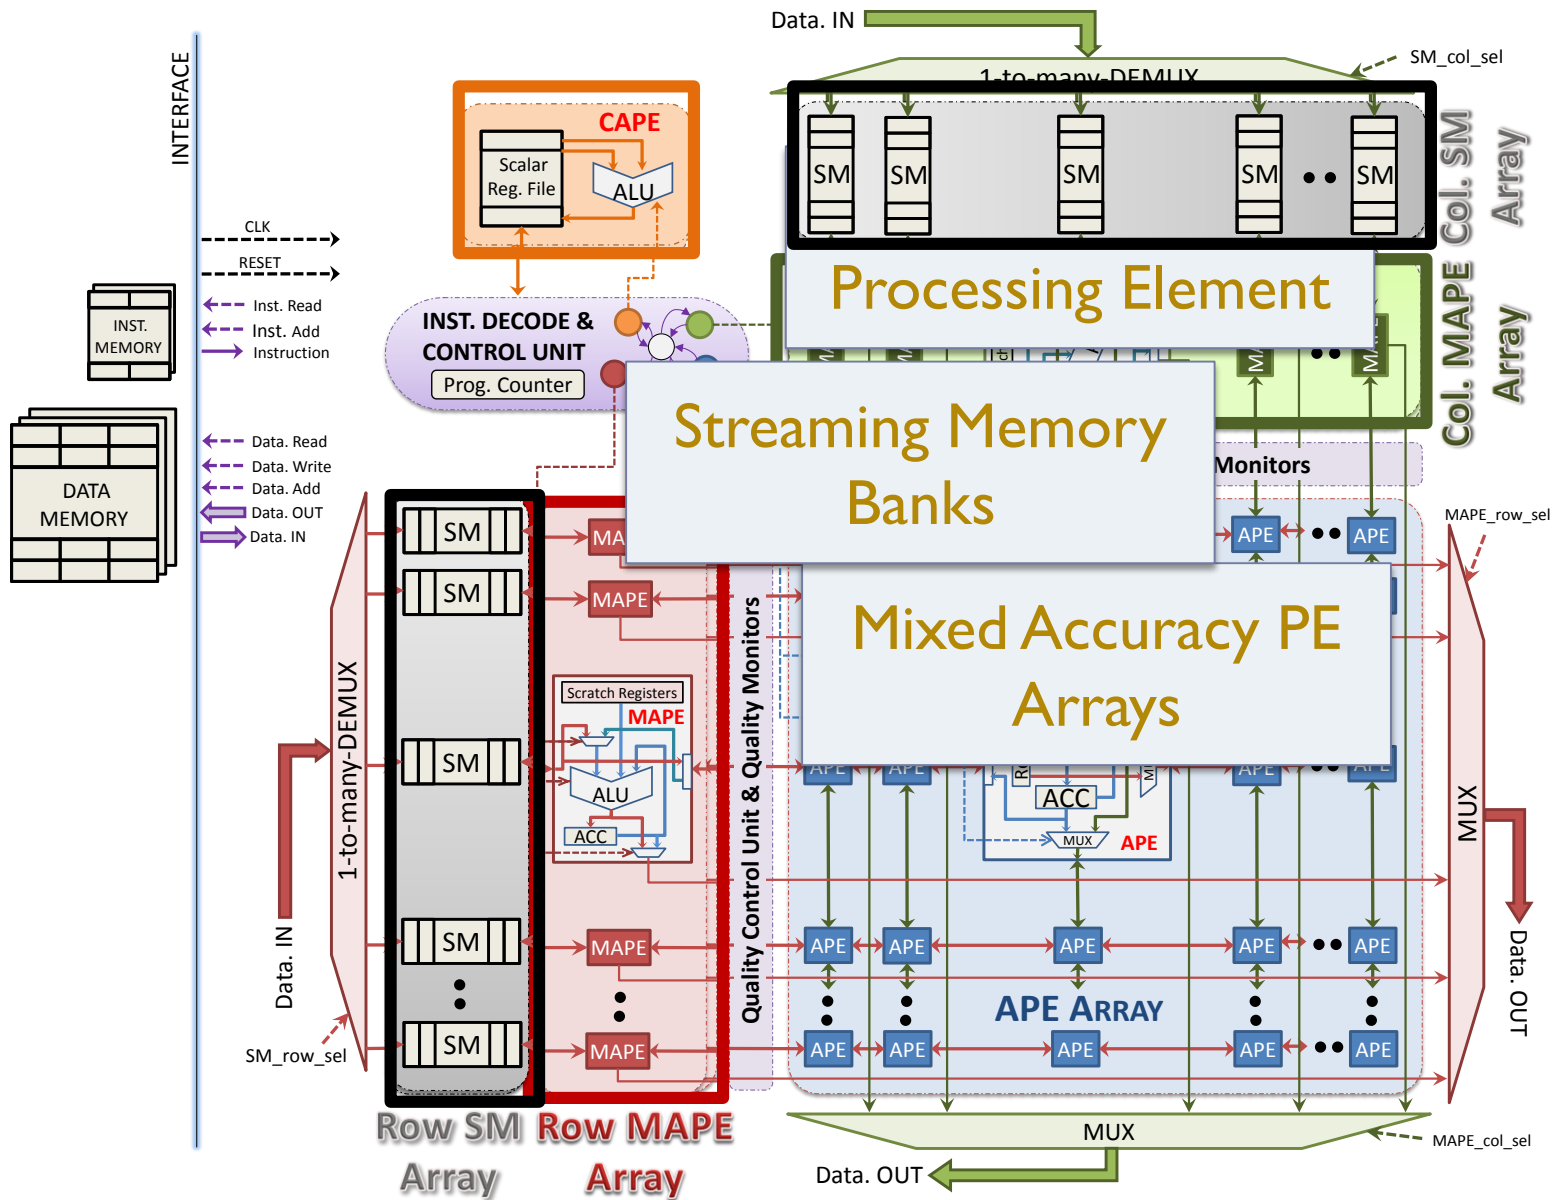 Data. IN
1-to-many-DEMUX
SM_col_sel
INTERFACE
CAPE
Scalar
Reg. File
ALU
SM
SM
SM
SM
SM
Col. SM
Array
CLK
RESET
Inst. Read
Inst. Add
Instruction
INST.
MEMORY
INST. DECODE &
CONTROL UNIT
Prog. Counter
Processing Element
Col. MAPE
Array
Streaming Memory
Banks
Monitors
Data. Read
Data. Write
Data. Add
Data. OUT
Data. IN
DATA
MEMORY
MAPE_row_sel
SM
APE
APE
SM
MAPE
Mixed Accuracy PE
Arrays
Quality Control Unit & Quality Monitors
1-to-many-DEMUX
Scratch Registers
MAPE
SM
ALU
ACC
APE
APE
APE
APE
ACC
MUX
APE
MUX
Data. IN
SM
MAPE
APE
APE
APE
APE
APE
Data. OUT
APE ARRAY
SM_row_sel
SM
MAPE
APE
APE
APE
APE
APE
Row SM
Array
Row MAPE
Array
MUX
MAPE_col_sel
Data. OUT